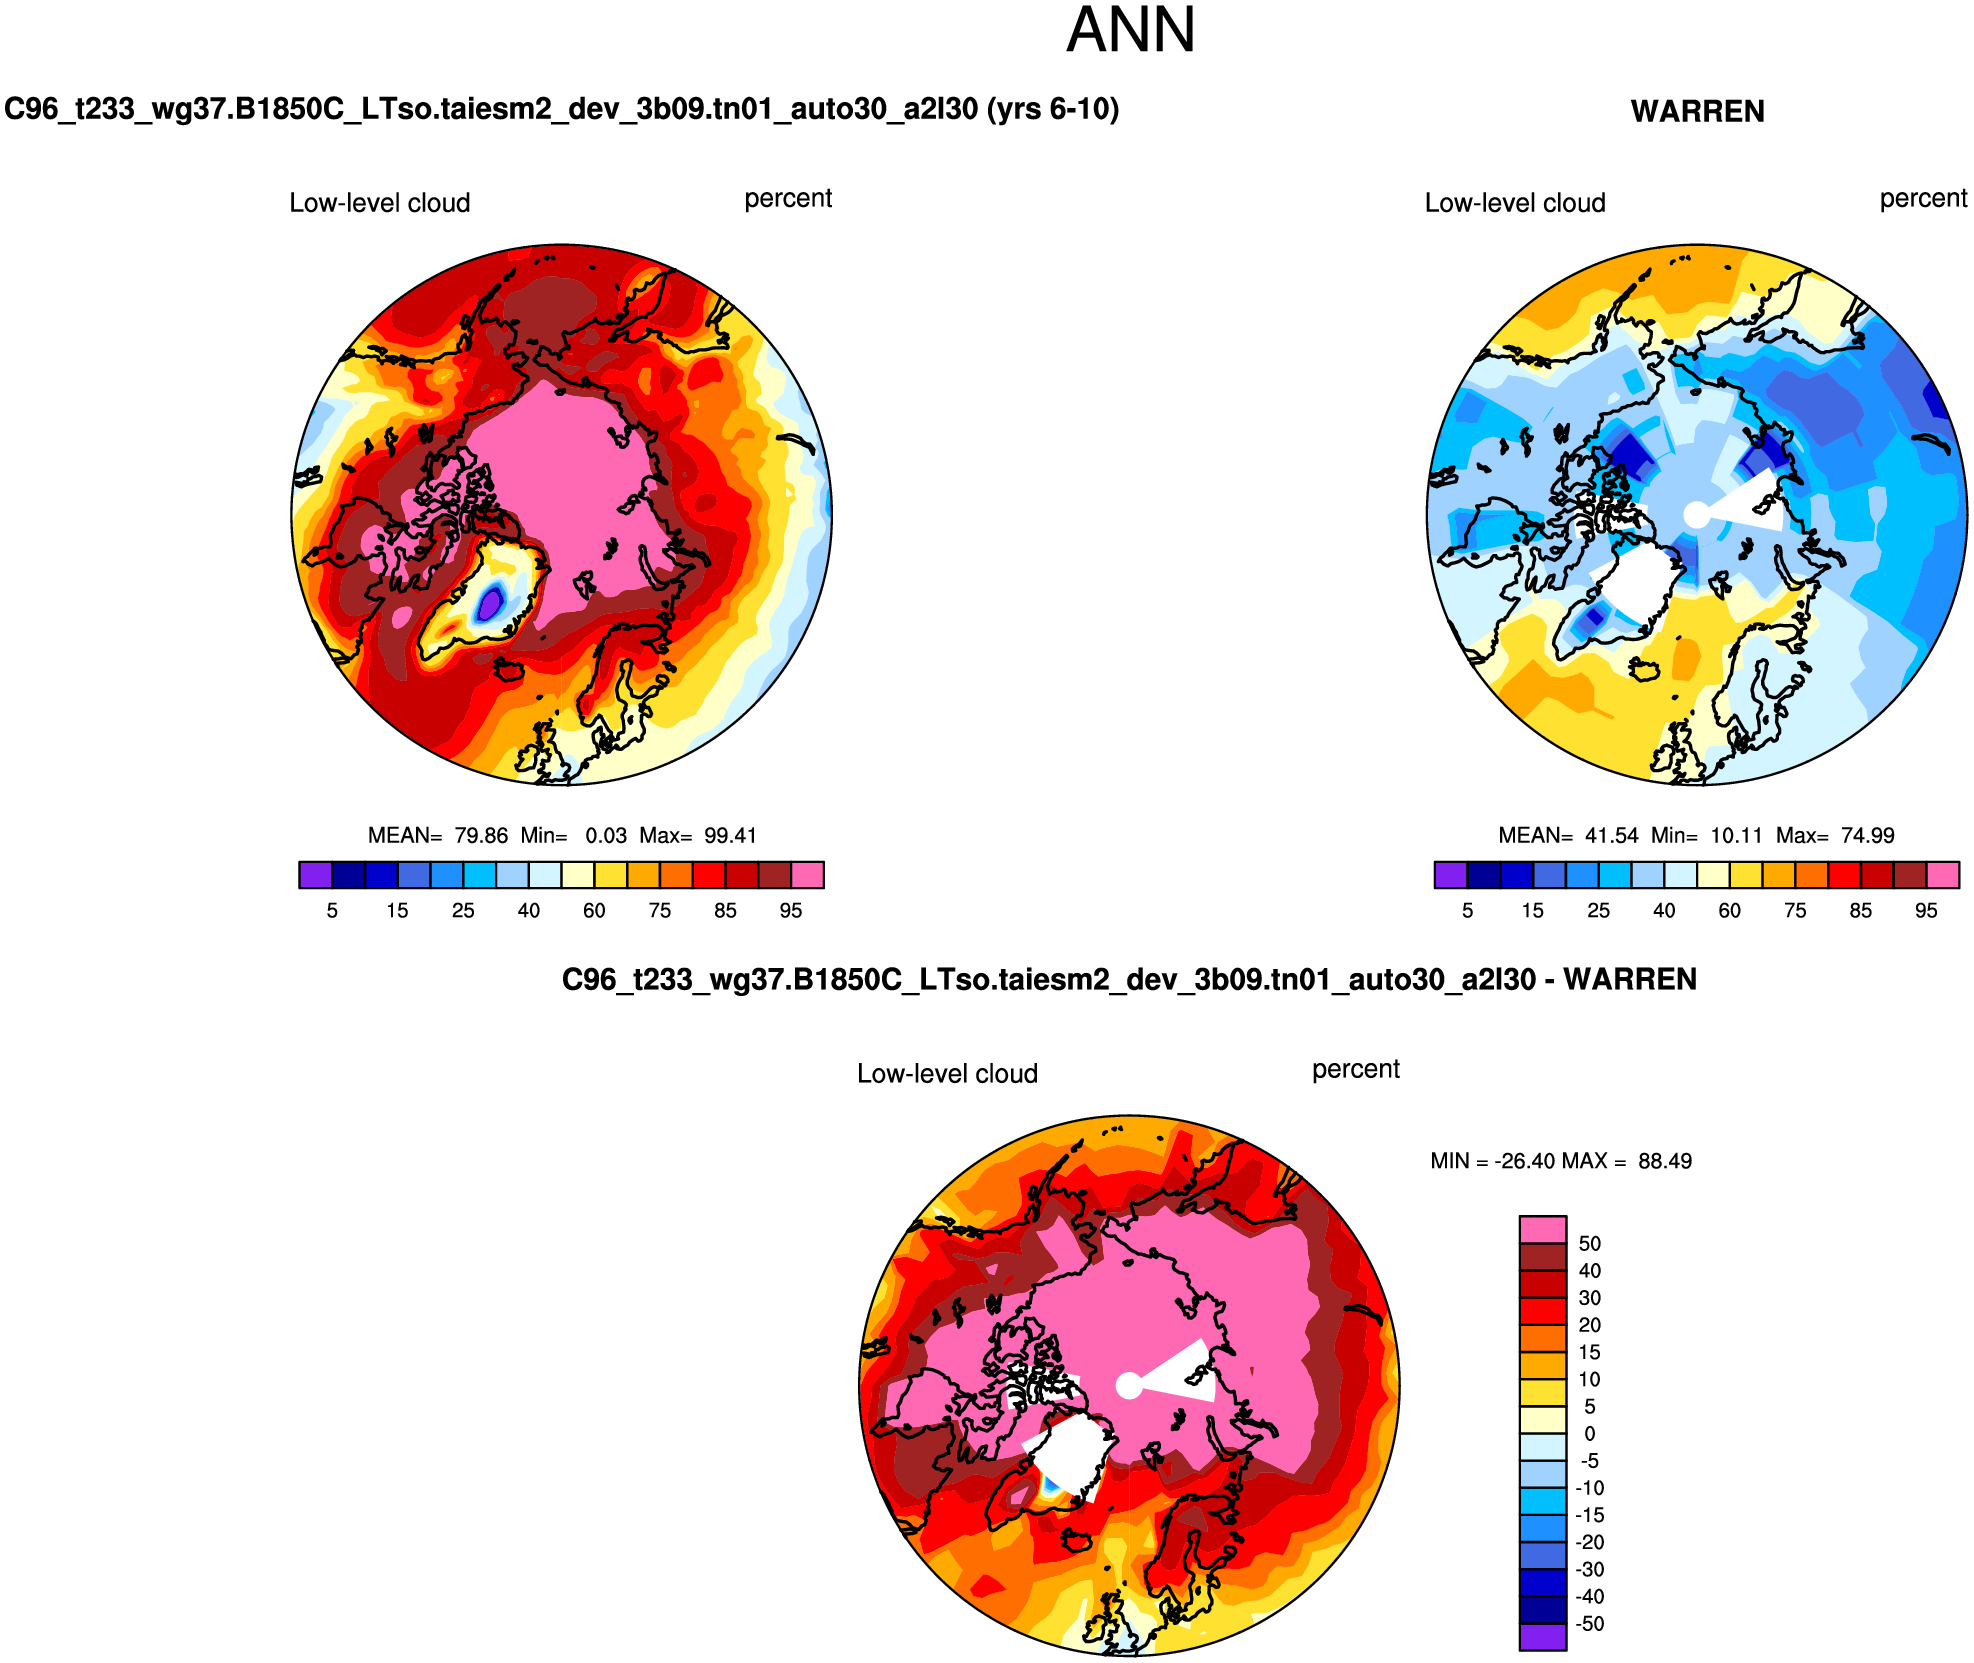 ANN
C96_t233_wg37.B1850C_LTso.taiesm2_dev_3b09.tn01_auto30_a2l30 (yrs 6-10)
WARREN
Low-level cloud percent
Low-level cloud percent
MEAN= 79.86 Min= 0.03 Max= 99.41
MEAN= 41.54 Min= 10.11 Max= 74.99
5 15 25 40 60 75 85 95
5 15 25 40 60 75 85 95
C96_t233_wg37.B1850C_LTso.taiesm2_dev_3b09.tn01_auto30_a2l30 - WARREN
Low-level cloud percent
MIN = -26.40 MAX = 88.49
50
40
30
20
15
10
5
0
-5
-10
-15
-20
-30
-40
-50